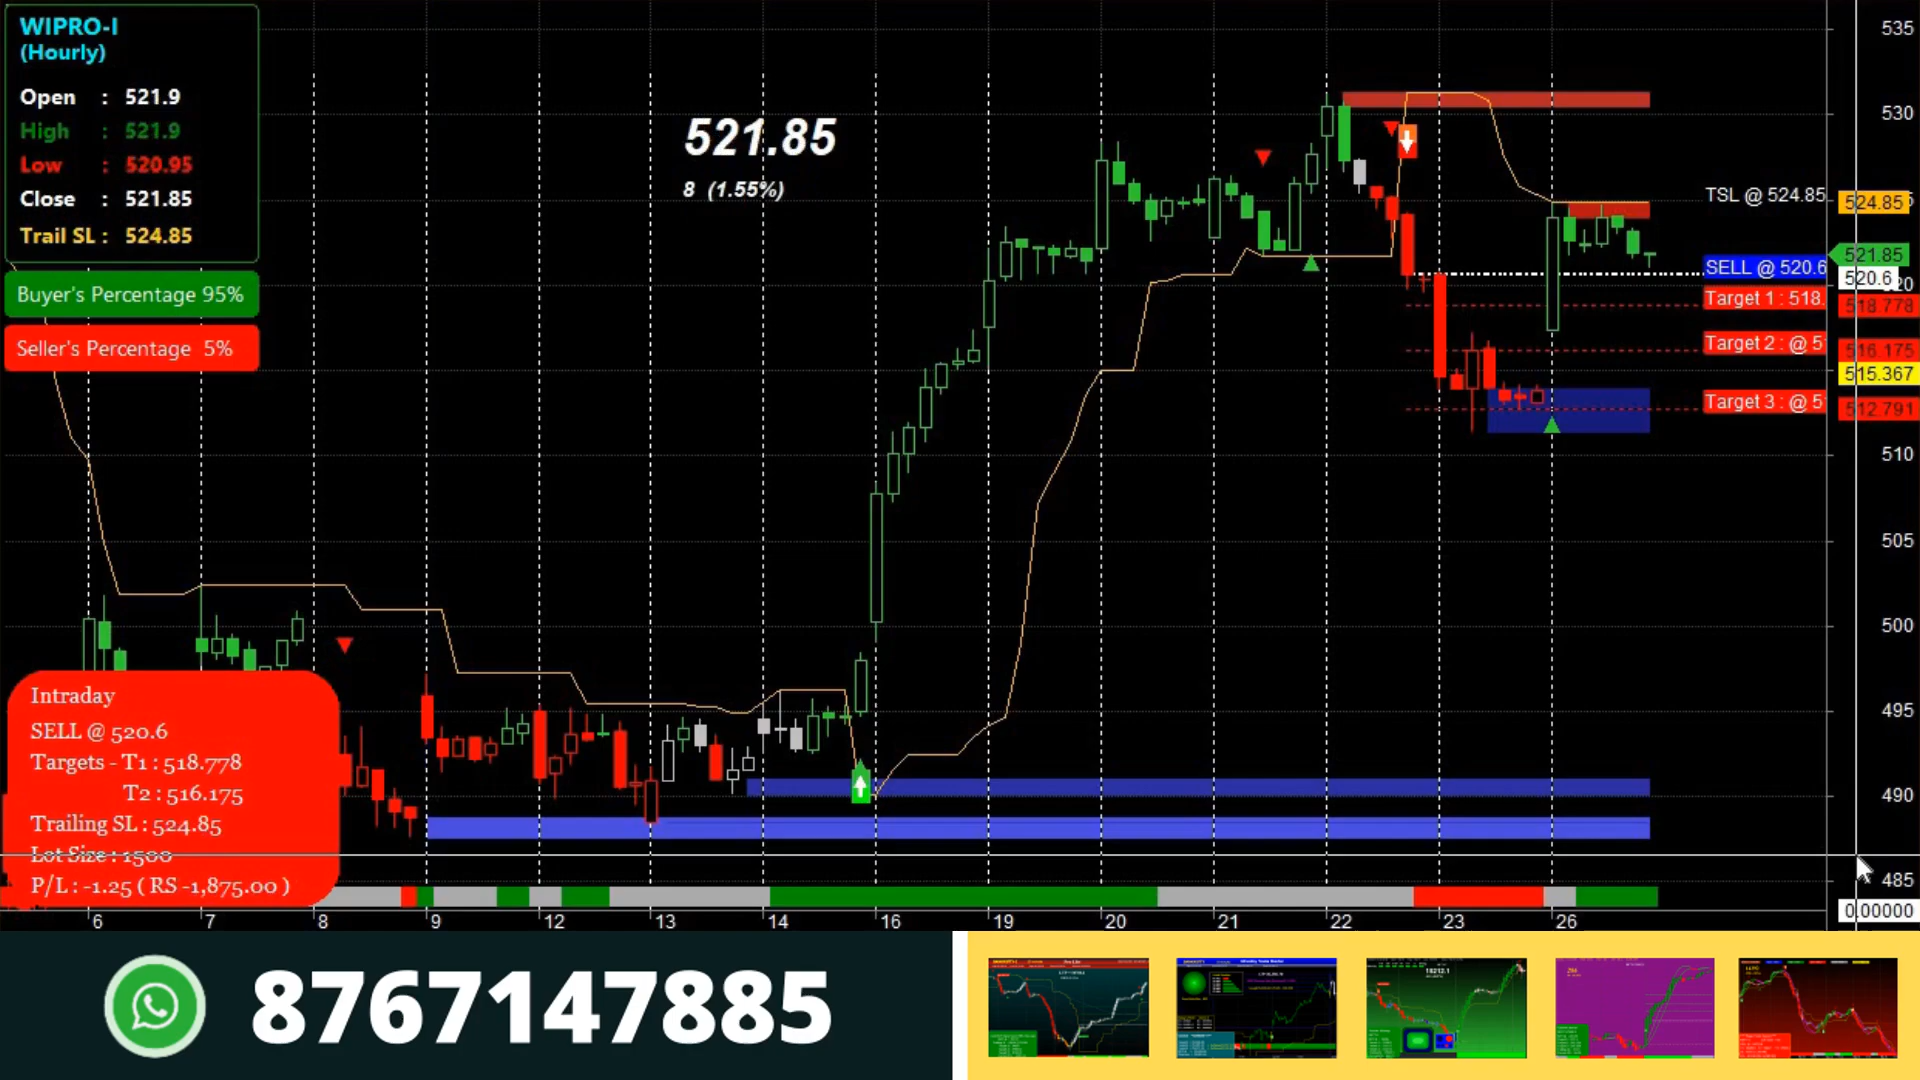 WIPRO-I
(Hourly)
Open : 521.9
High : 521.9
Low : 520.95
Close : 521.85
Trail SL : 524.85
Buyer's Percentage 95%
Seller's Percentage 5%
521.85
8 (1.55%)
535
530
TSL @ 524.85
524.85
521.85
SELL @ 520.6
520.6
520
Target 1 : 518.
518.778
Target 2 : @ 5
516.175
515.367
Target 3 : @ 5
512.791
510
505
500
495
490
485
0.00000
Intraday
SELL @ 520.6
Targets - T1 : 518.778
T2 : 516.175
Trailing SL : 524.85
Lot Size : 1500
P/L : -1.25 ( RS -1,875.00 )
6 7 8 9 12 13 14 16 19 20 21 22 23 26
8767147885